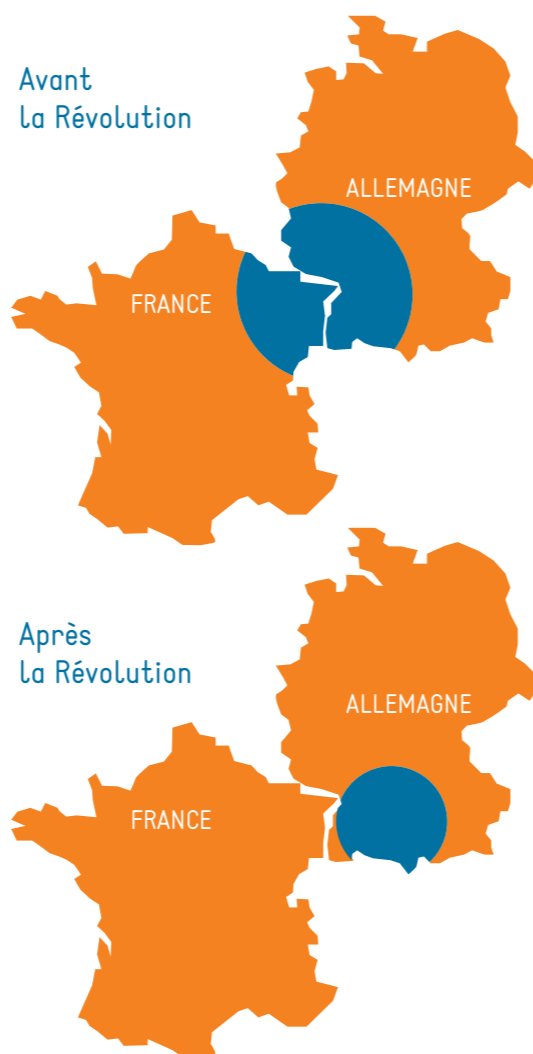 Avant
la Révolution
ALLEMAGNE
FRANCE
Après
la Révolution
ALLEMAGNE
FRANCE